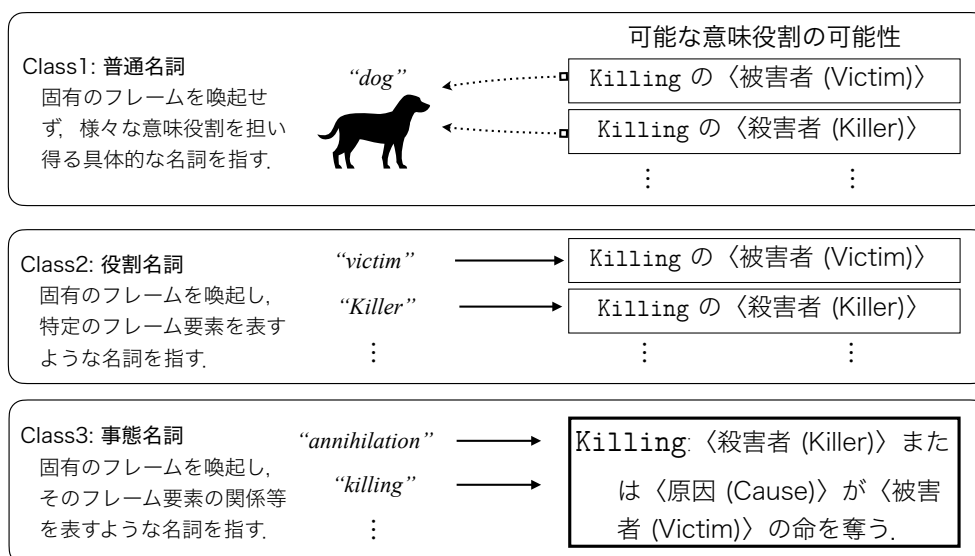 可能な意味役割の可能性
Class1: 普通名詞
固有のフレームを喚起せ
ず，様々な意味役割を担い
得る具体的な名詞を指す．
“dog”
Killing の〈被害者 (Victim)〉
Killing の〈殺害者 (Killer)〉
⋮ ⋮
Class2: 役割名詞
固有のフレームを喚起し，
特定のフレーム要素を表す
ような名詞を指す．
“victim”
Killing の〈被害者 (Victim)〉
“Killer”
Killing の〈殺害者 (Killer)〉
⋮ ⋮ ⋮
Class3: 事態名詞
固有のフレームを喚起し，
そのフレーム要素の関係等
を表すような名詞を指す．
“annihilation”
“killing”
⋮
Killing:〈殺害者 (Killer)〉また
は〈原因 (Cause)〉が〈被害
者 (Victim)〉の命を奪う．